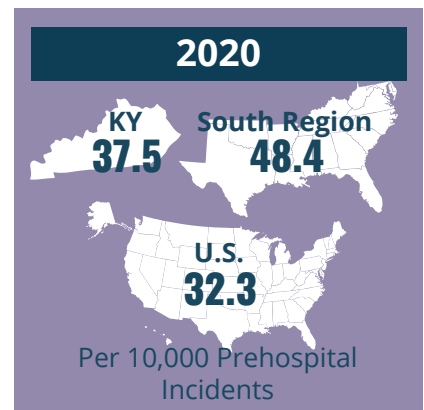 2020
KY
37.5
South Region
48.4
U.S.
32.3
Per 10,000 Prehospital
Incidents